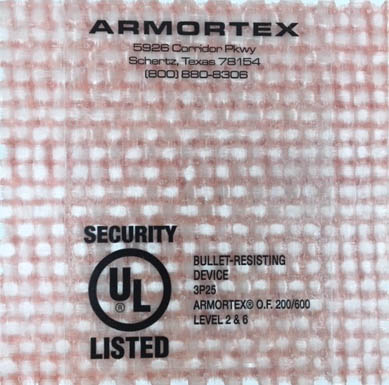 ARMORTEX
5926 Corridor Pkwy
Schertz, Texas 78154
(800) 880-8306
SECURITY
UL
®
LISTED
BULLET-RESISTING
DEVICE
3P25
ARMORTEX® O.F. 200/600
LEVEL 2 & 6